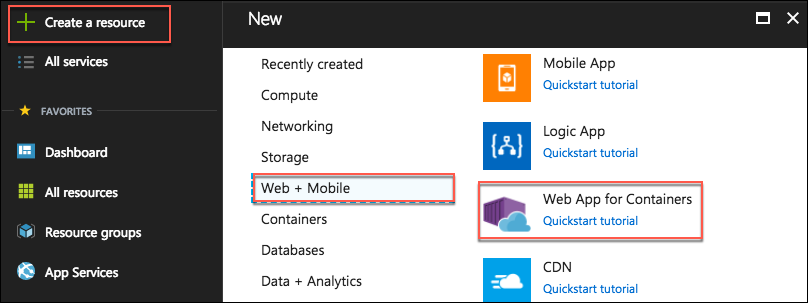 Create a resource
All services
FAVORITES
Dashboard
All resources
Resource groups
App Services
New
Recently created
Compute
Networking
Storage
Web + Mobile
Containers
Databases
Data + Analytics
Mobile App
Quickstart tutorial
Logic App
Quickstart tutorial
Web App for Containers
Quickstart tutorial
CDN
Quickstart tutorial